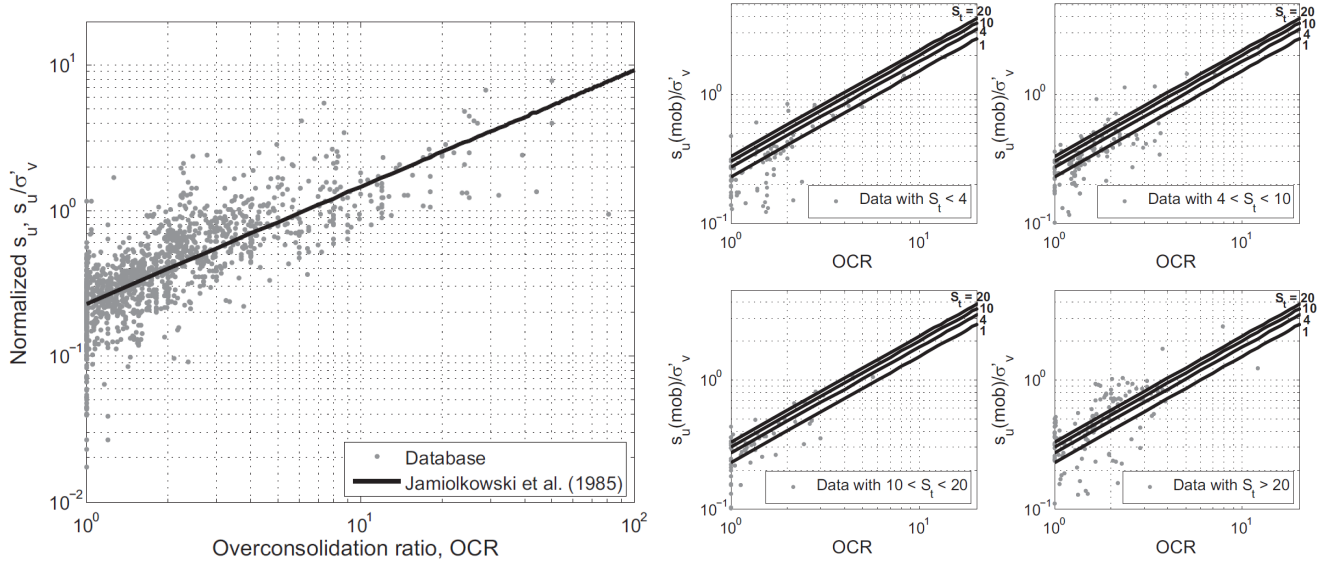 Normalized s_u, s_u/σ'_v
10^1
10^0
10^-1
10^-2
10^0
10^1
10^2
Overconsolidation ratio, OCR
Database
Jamiolkowski et al. (1985)
s_u(mob)/σ'_v
10^0
10^-1
10^0
10^1
OCR
S_t = 20
10
4
1
Data with S_t < 4
s_u(mob)/σ'_v
10^0
10^-1
10^0
10^1
OCR
S_t = 20
10
4
1
Data with 4 < S_t < 10
s_u(mob)/σ'_v
10^0
10^-1
10^0
10^1
OCR
S_t = 20
10
4
1
Data with 10 < S_t < 20
s_u(mob)/σ'_v
10^0
10^-1
10^0
10^1
OCR
S_t = 20
10
4
1
Data with S_t > 20